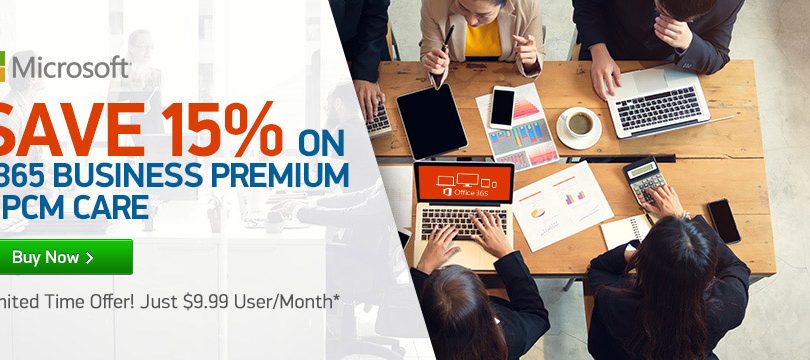 Microsoft
SAVE 15% ON
365 BUSINESS PREMIUM
PCM CARE
Buy Now >
mited Time Offer! Just $9.99 User/Month*
Office 365